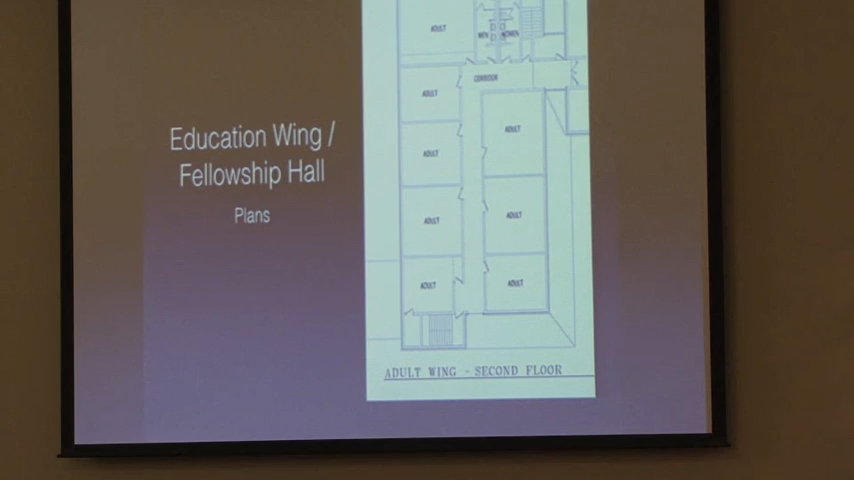 Education Wing /
Fellowship Hall
Plans
ADULT
MEN WOMEN
CORRIDOR
ADULT
ADULT
ADULT
ADULT
ADULT
ADULT
ADULT
ADULT
ADULT WING - SECOND FLOOR